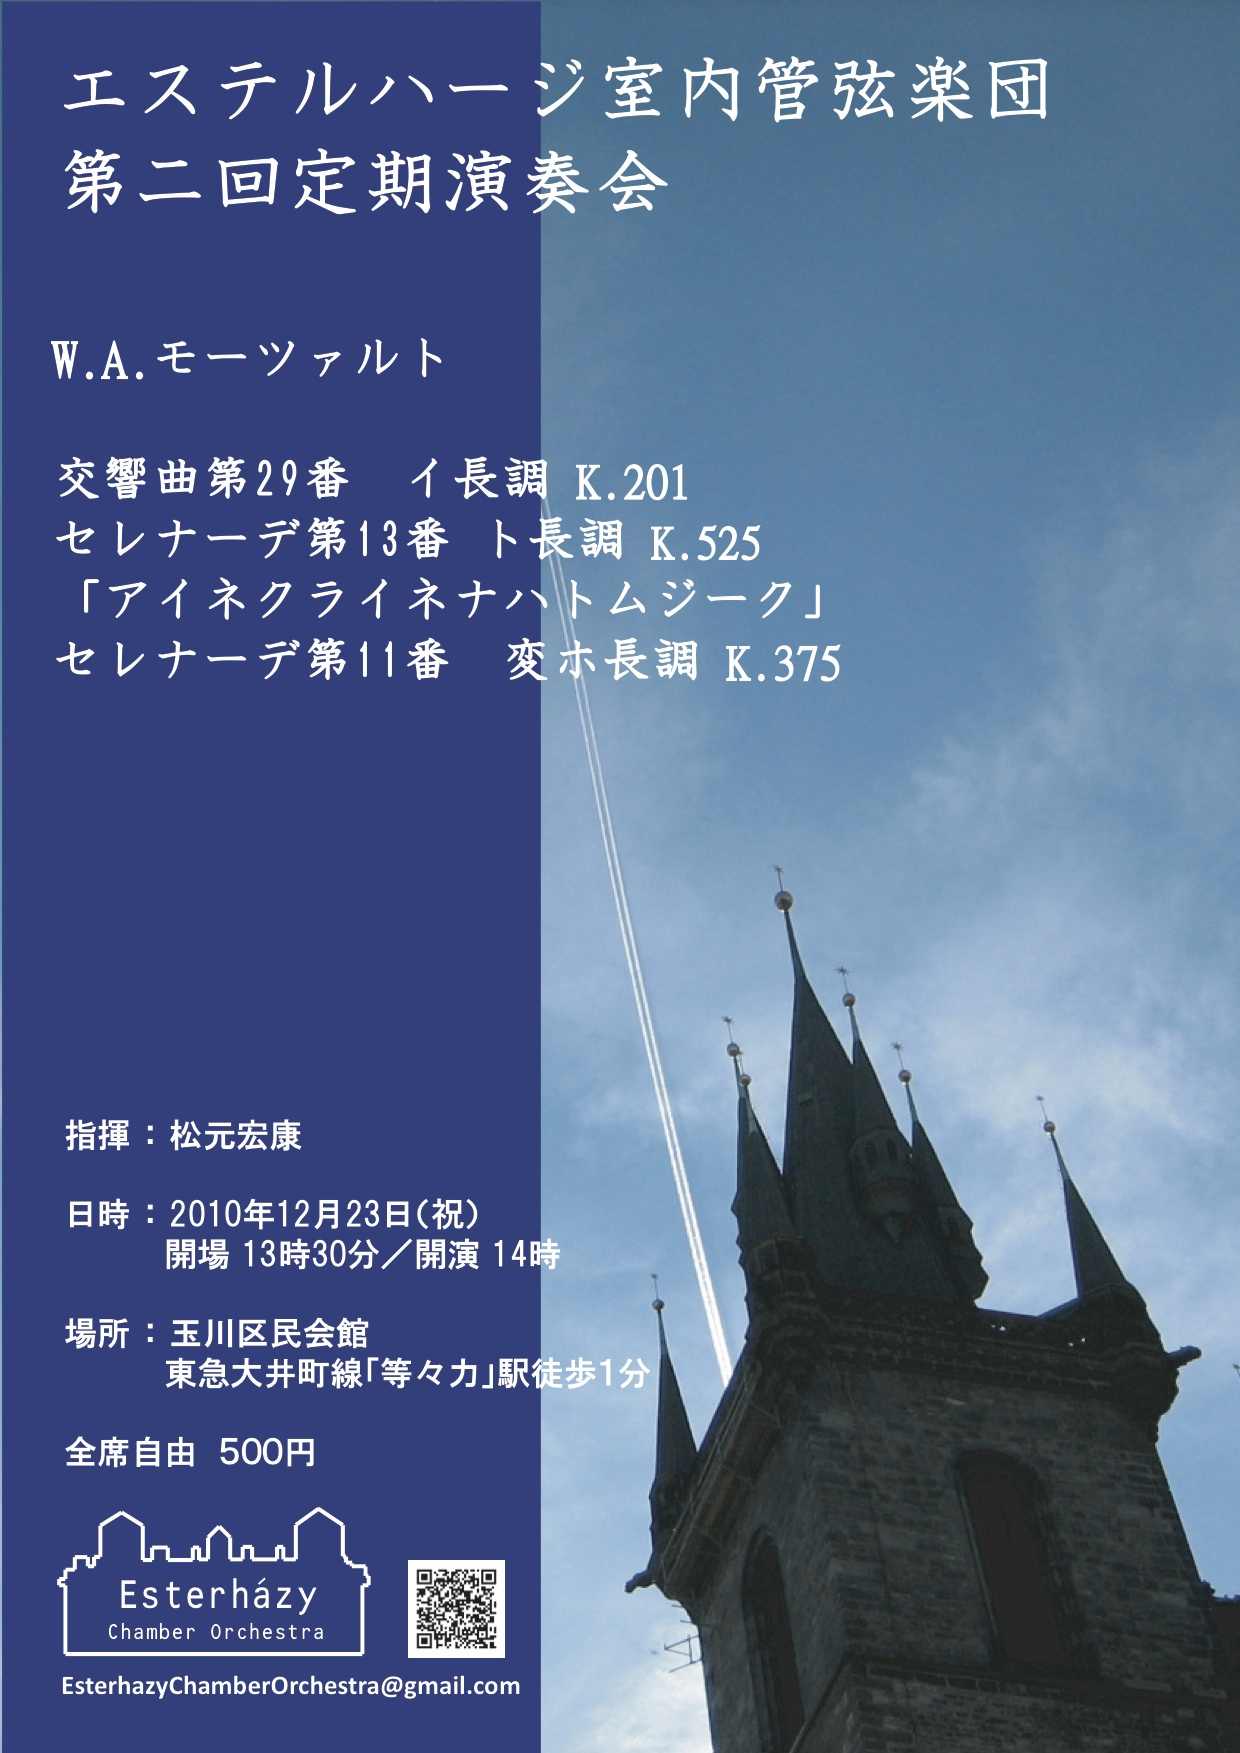 エステルハージ室内管弦楽団
第二回定期演奏会
W.A.モーツァルト
交響曲第29番　イ長調 K.201
セレナーデ第13番 ト長調 K.525
「アイネクライネナハトムジーク」
セレナーデ第11番　変ホ長調 K.375
指揮：松元宏康
日時：2010年12月23日(祝)
開場 13時30分／開演 14時
場所：玉川区民会館
東急大井町線「等々力」駅徒歩1分
全席自由 500円
Esterházy
Chamber Orchestra
EsterhazyChamberOrchestra@gmail.com